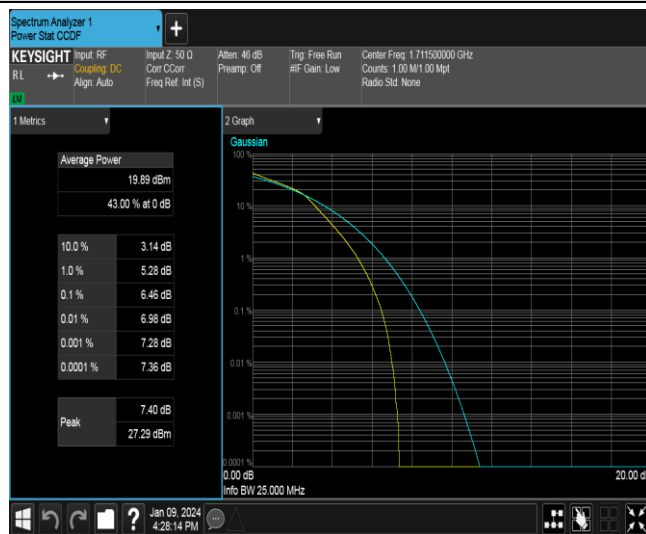 Spectrum Analyzer 1
Power Stat CCDF
+
KEYSIGHT
RL
LXI
Input: RF
Coupling: DC
Align: Auto
Input Z: 50 Ω
Corr CCorr
Freq Ref: Int (S)
Atten: 46 dB
Preamp: Off
Trig: Free Run
#IF Gain: Low
Center Freq: 1.711500000 GHz
Counts: 1.00 M/1.00 Mpt
Radio Std: None
1 Metrics
Average Power
19.89 dBm
43.00 % at 0 dB
10.0 % 3.14 dB
1.0 % 5.28 dB
0.1 % 6.46 dB
0.01 % 6.98 dB
0.001 % 7.28 dB
0.0001 % 7.36 dB
Peak
7.40 dB
27.29 dBm
2 Graph
Gaussian
100 %
10 %
1 %
0.1 %
0.01 %
0.001 %
0.0001 %
0.00 dB
20.00 d
Info BW 25.000 MHz
?
Jan 09, 2024
4:28:14 PM